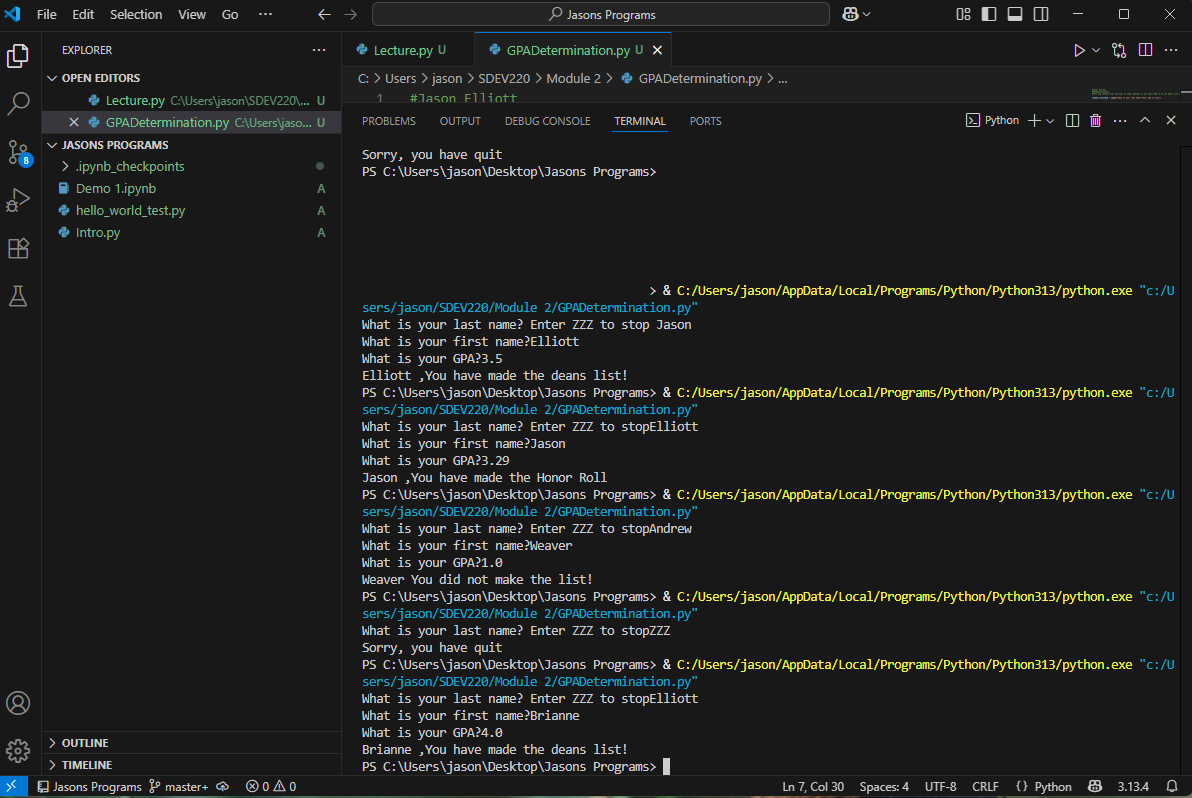 File Edit Selection View Go ··· Jasons Programs
EXPLORER ···
OPEN EDITORS
Lecture.py C:\Users\jason\SDEV220\... U
GPADetermination.py C:\Users\jaso... U
JASONS PROGRAMS
.ipynb_checkpoints
Demo 1.ipynb A
hello_world_test.py A
Intro.py A
OUTLINE
TIMELINE
8
Lecture.py U GPADetermination.py U
C: > Users > jason > SDEV220 > Module 2 > GPADetermination.py > ...
1 #Jason Elliott
PROBLEMS OUTPUT DEBUG CONSOLE TERMINAL PORTS Python
Sorry, you have quit
PS C:\Users\jason\Desktop\Jasons Programs>
> & C:/Users/jason/AppData/Local/Programs/Python/Python313/python.exe "c:/U
sers/jason/SDEV220/Module 2/GPADetermination.py"
What is your last name? Enter ZZZ to stop Jason
What is your first name?Elliott
What is your GPA?3.5
Elliott ,You have made the deans list!
PS C:\Users\jason\Desktop\Jasons Programs> & C:/Users/jason/AppData/Local/Programs/Python/Python313/python.exe "c:/U
sers/jason/SDEV220/Module 2/GPADetermination.py"
What is your last name? Enter ZZZ to stopElliott
What is your first name?Jason
What is your GPA?3.29
Jason ,You have made the Honor Roll
PS C:\Users\jason\Desktop\Jasons Programs> & C:/Users/jason/AppData/Local/Programs/Python/Python313/python.exe "c:/U
sers/jason/SDEV220/Module 2/GPADetermination.py"
What is your last name? Enter ZZZ to stopAndrew
What is your first name?Weaver
What is your GPA?1.0
Weaver You did not make the list!
PS C:\Users\jason\Desktop\Jasons Programs> & C:/Users/jason/AppData/Local/Programs/Python/Python313/python.exe "c:/U
sers/jason/SDEV220/Module 2/GPADetermination.py"
What is your last name? Enter ZZZ to stopZZZ
Sorry, you have quit
PS C:\Users\jason\Desktop\Jasons Programs> & C:/Users/jason/AppData/Local/Programs/Python/Python313/python.exe "c:/U
sers/jason/SDEV220/Module 2/GPADetermination.py"
What is your last name? Enter ZZZ to stopElliott
What is your first name?Brianne
What is your GPA?4.0
Brianne ,You have made the deans list!
PS C:\Users\jason\Desktop\Jasons Programs>
Jasons Programs master+ 0 0 Ln 7, Col 30 Spaces: 4 UTF-8 CRLF {} Python 3.13.4